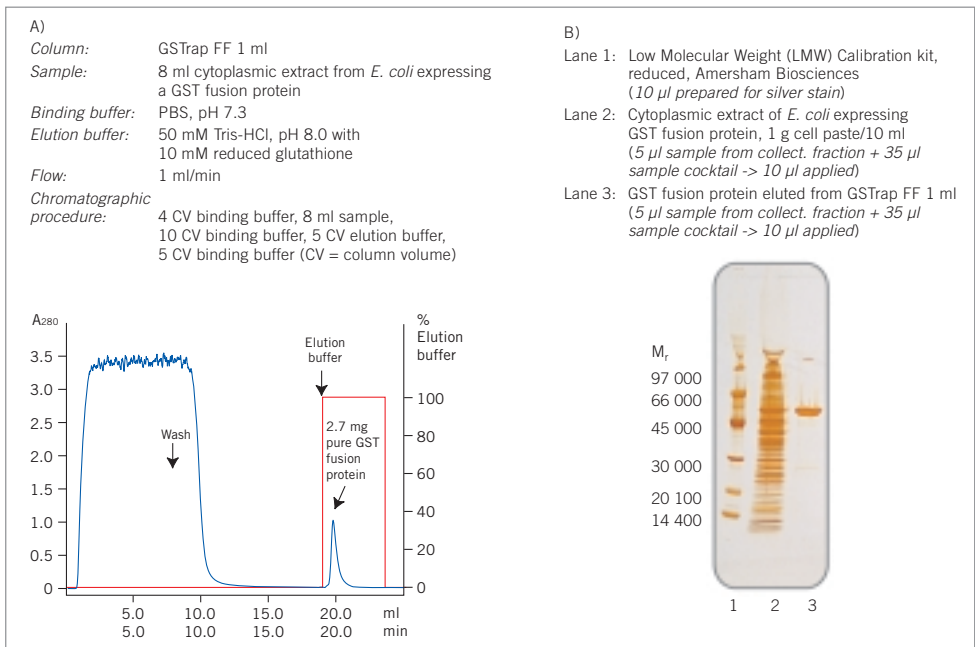 A)
Column: GSTrap FF 1 ml
Sample: 8 ml cytoplasmic extract from E. coli expressing
a GST fusion protein
Binding buffer: PBS, pH 7.3
Elution buffer: 50 mM Tris-HCl, pH 8.0 with
10 mM reduced glutathione
Flow: 1 ml/min
Chromatographic
procedure: 4 CV binding buffer, 8 ml sample,
10 CV binding buffer, 5 CV elution buffer,
5 CV binding buffer (CV = column volume)
A280
3.5
3.0
2.5
2.0
1.5
1.0
0.5
0
Wash
Elution
buffer
2.7 mg
pure GST
fusion
protein
%
Elution
buffer
100
80
60
40
20
0
5.0 10.0 15.0 20.0 ml
5.0 10.0 15.0 20.0 min
B)
Lane 1: Low Molecular Weight (LMW) Calibration kit,
reduced, Amersham Biosciences
(10 µl prepared for silver stain)
Lane 2: Cytoplasmic extract of E. coli expressing
GST fusion protein, 1 g cell paste/10 ml
(5 µl sample from collect. fraction + 35 µl
sample cocktail -> 10 µl applied)
Lane 3: GST fusion protein eluted from GSTrap FF 1 ml
(5 µl sample from collect. fraction + 35 µl
sample cocktail -> 10 µl applied)
Mr
97 000
66 000
45 000
30 000
20 100
14 400
1 2 3